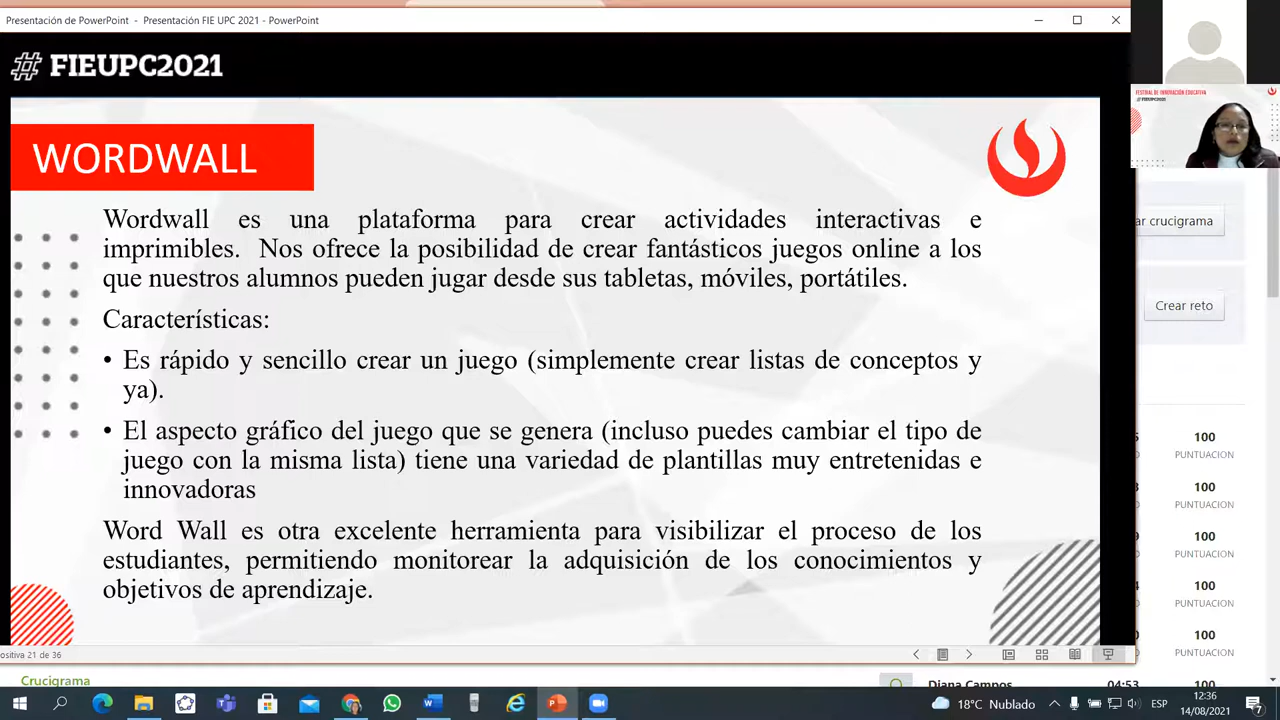 Presentación de PowerPoint - Presentación FIE UPC 2021 - PowerPoint
# FIEUPC2021
FESTIVAL DE INNOVACIÓN EDUCATIVA
#FIEUPC2021
WORDWALL
Wordwall es una plataforma para crear actividades interactivas e
imprimibles. Nos ofrece la posibilidad de crear fantásticos juegos online a los
que nuestros alumnos pueden jugar desde sus tabletas, móviles, portátiles.
Características:
• Es rápido y sencillo crear un juego (simplemente crear listas de conceptos y
ya).
• El aspecto gráfico del juego que se genera (incluso puedes cambiar el tipo de
juego con la misma lista) tiene una variedad de plantillas muy entretenidas e
innovadoras
Word Wall es otra excelente herramienta para visibilizar el proceso de los
estudiantes, permitiendo monitorear la adquisición de los conocimientos y
objetivos de aprendizaje.
ar crucigrama
Crear reto
100
PUNTUACION
100
PUNTUACION
100
PUNTUACION
100
PUNTUACION
100
PUNTUACION
ositiva 21 de 36
Crucigrama
Diana Campos 04:53 100
18°C Nublado
ESP
12:36
14/08/2021
7